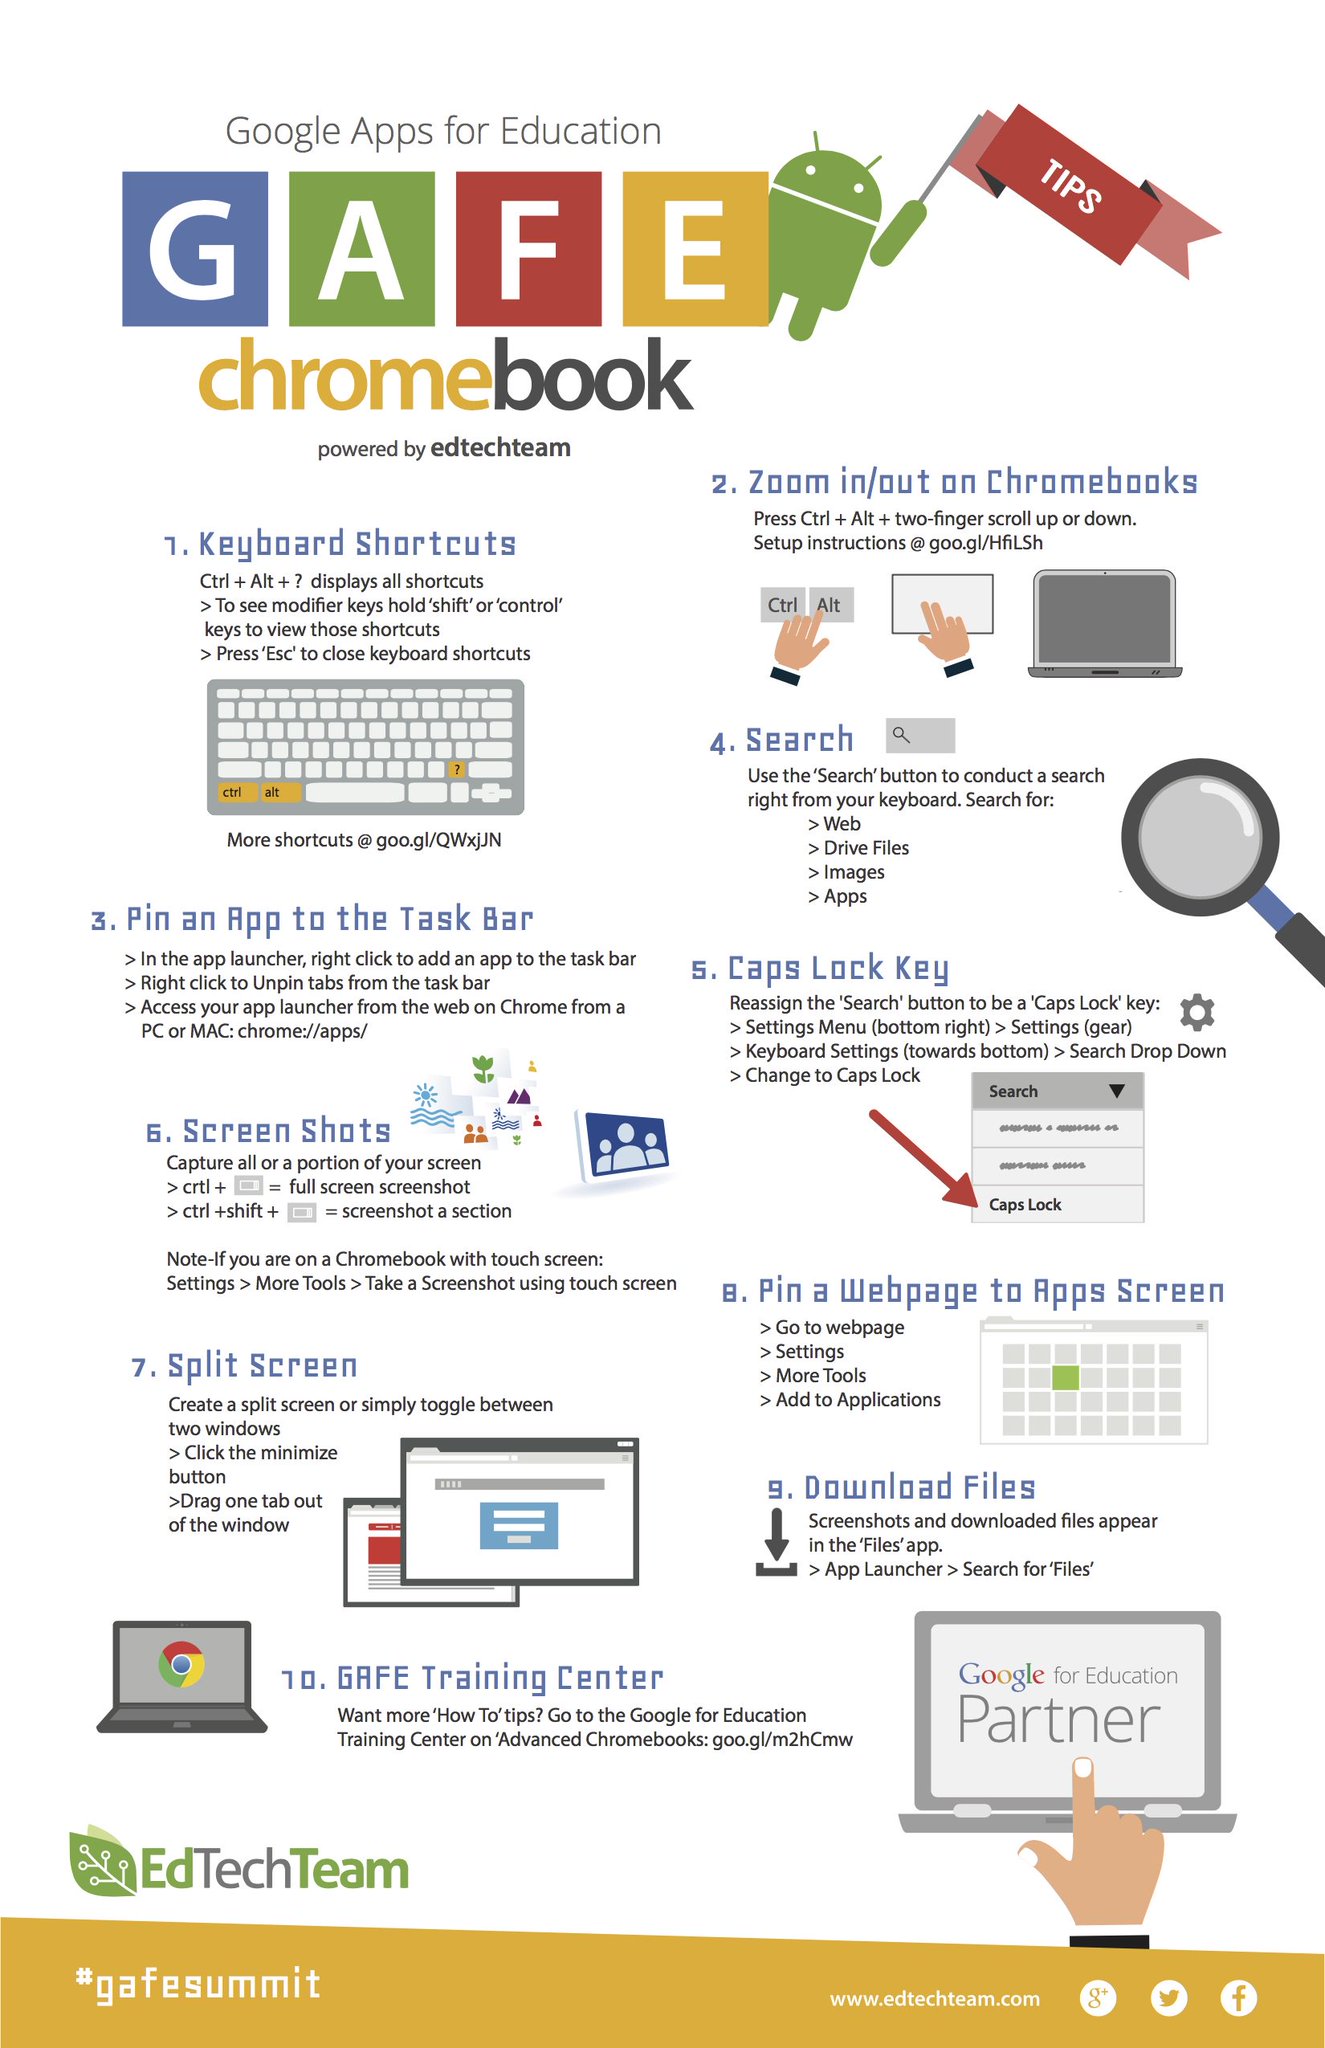 Google Apps for Education
TIPS
G A F E
chromebook
powered by edtechteam
1. Keyboard Shortcuts
Ctrl + Alt + ? displays all shortcuts
> To see modifier keys hold 'shift' or 'control'
keys to view those shortcuts
> Press 'Esc' to close keyboard shortcuts
?
ctrl alt
More shortcuts @ goo.gl/QWxjJN
2. Zoom in/out on Chromebooks
Press Ctrl + Alt + two-finger scroll up or down.
Setup instructions @ goo.gl/HfiLSh
Ctrl Alt
3. Pin an App to the Task Bar
> In the app launcher, right click to add an app to the task bar
> Right click to Unpin tabs from the task bar
> Access your app launcher from the web on Chrome from a
PC or MAC: chrome://apps/
4. Search
Use the 'Search' button to conduct a search
right from your keyboard. Search for:
> Web
> Drive Files
> Images
> Apps
5. Caps Lock Key
Reassign the 'Search' button to be a 'Caps Lock' key:
> Settings Menu (bottom right) > Settings (gear)
> Keyboard Settings (towards bottom) > Search Drop Down
> Change to Caps Lock
Search
Caps Lock
6. Screen Shots
Capture all or a portion of your screen
> crtl + = full screen screenshot
> ctrl +shift + = screenshot a section
Note-If you are on a Chromebook with touch screen:
Settings > More Tools > Take a Screenshot using touch screen
7. Split Screen
Create a split screen or simply toggle between
two windows
> Click the minimize
button
>Drag one tab out
of the window
8. Pin a Webpage to Apps Screen
> Go to webpage
> Settings
> More Tools
> Add to Applications
9. Download Files
Screenshots and downloaded files appear
in the 'Files' app.
> App Launcher > Search for 'Files'
10. GAFE Training Center
Want more 'How To' tips? Go to the Google for Education
Training Center on 'Advanced Chromebooks: goo.gl/m2hCmw
Google for Education
Partner
EdTechTeam
#gafesummit
www.edtechteam.com
g+
f